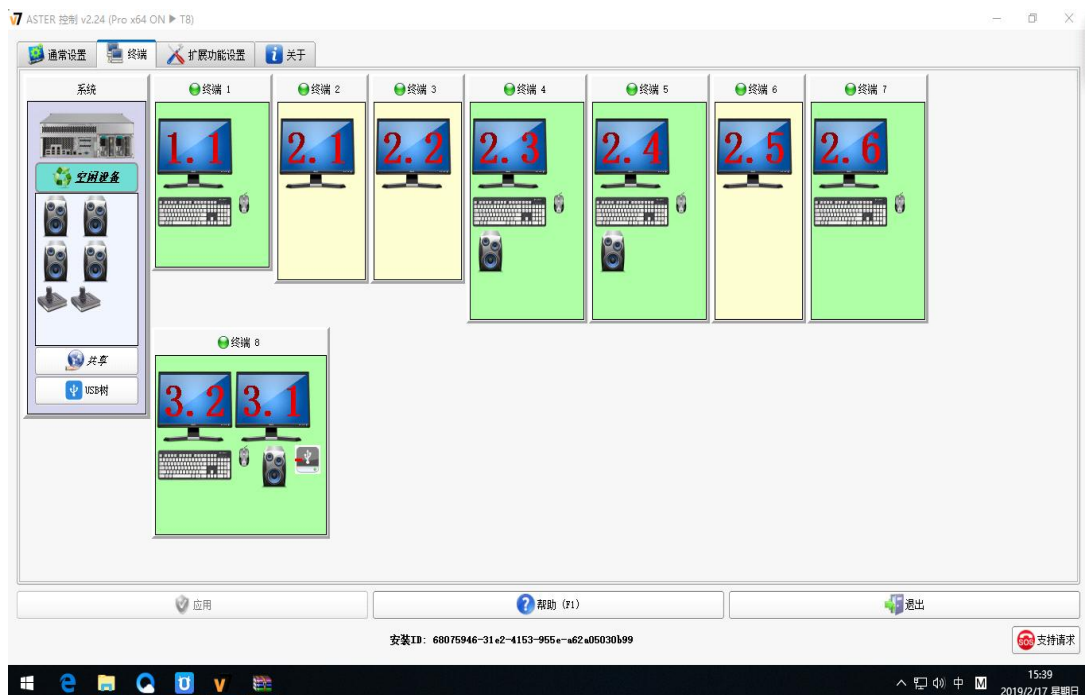 ASTER 控制 v2.24 (Pro x64 ON ▶ T8)
通常设置 终端 扩展功能设置 关于
系统 终端 1 终端 2 终端 3 终端 4 终端 5 终端 6 终端 7
1.1 2.1 2.2 2.3 2.4 2.5 2.6
空闲设备
终端 8
共享
USB树
3.2 3.1
应用 帮助 (F1) 退出
安装ID: 68075946-31e2-4153-955e-a62a05030b99
SOS 支持请求
中 M 15:39
2019/2/17 星期日